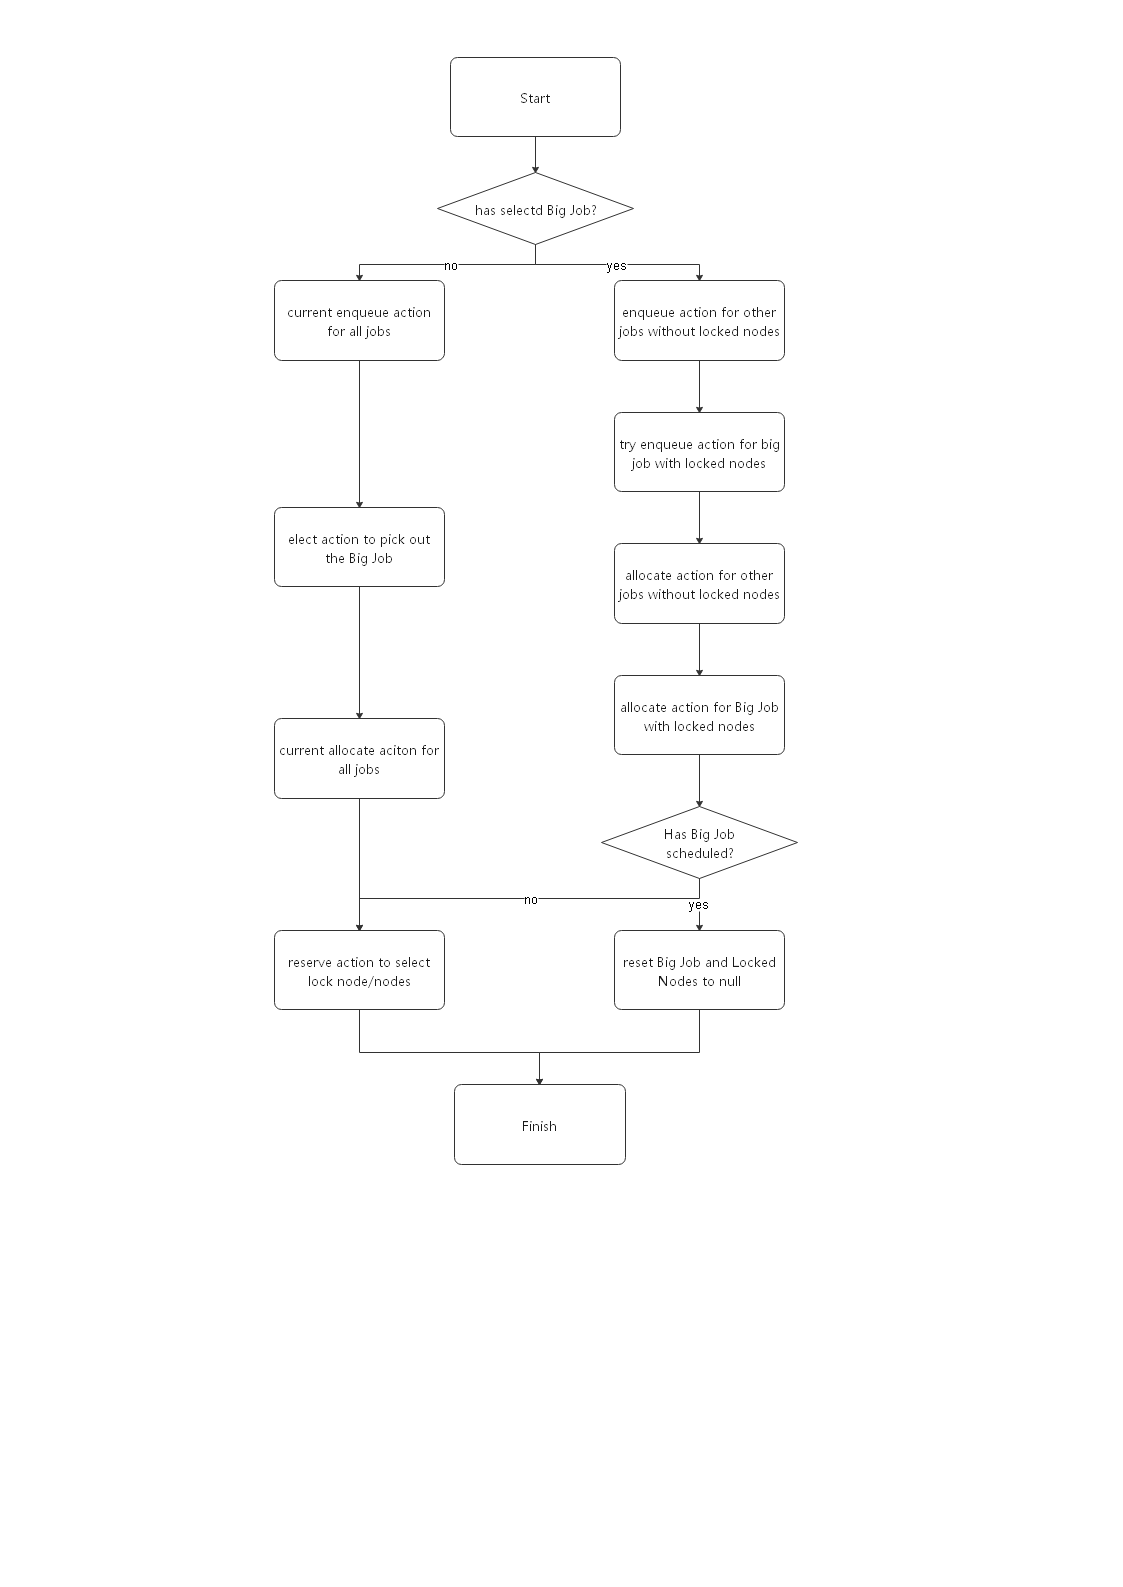 Start
has selectd Big Job?
no
yes
current enqueue action
for all jobs
enqueue action for other
jobs without locked nodes
try enqueue action for big
job with locked nodes
elect action to pick out
the Big Job
allocate action for other
jobs without locked nodes
allocate action for Big Job
with locked nodes
current allocate aciton for
all jobs
Has Big Job
scheduled?
no
yes
reserve action to select
lock node/nodes
reset Big Job and Locked
Nodes to null
Finish